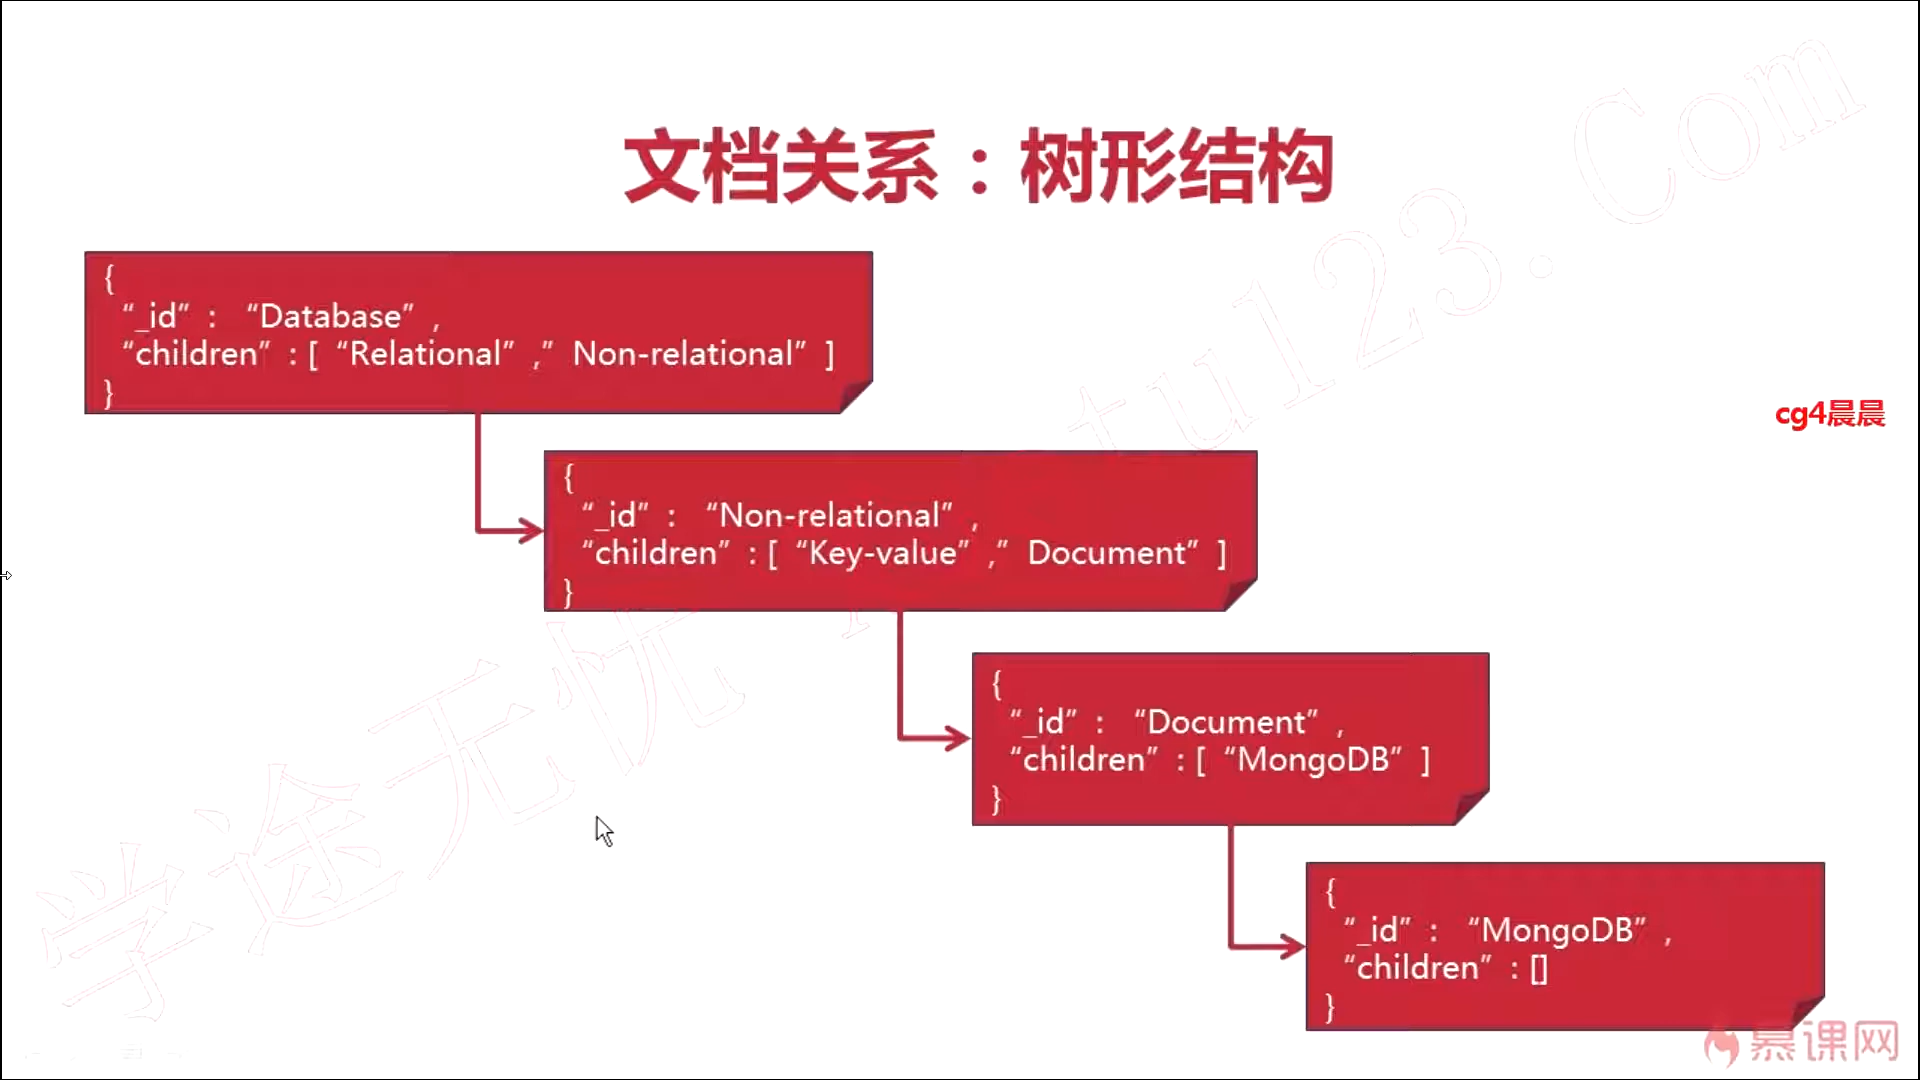 文档关系：树形结构
{
“_id” : “Database” ,
“children” : [ “Relational” ,” Non-relational” ]
}
cg4晨晨
{
“_id” : “Non-relational” ,
“children” : [ “Key-value” ,” Document” ]
}
{
“_id” : “Document” ,
“children” : [ “MongoDB” ]
}
{
“_id” : “MongoDB” ,
“children” : []
}
慕课网
学途无忧
tu123.Com